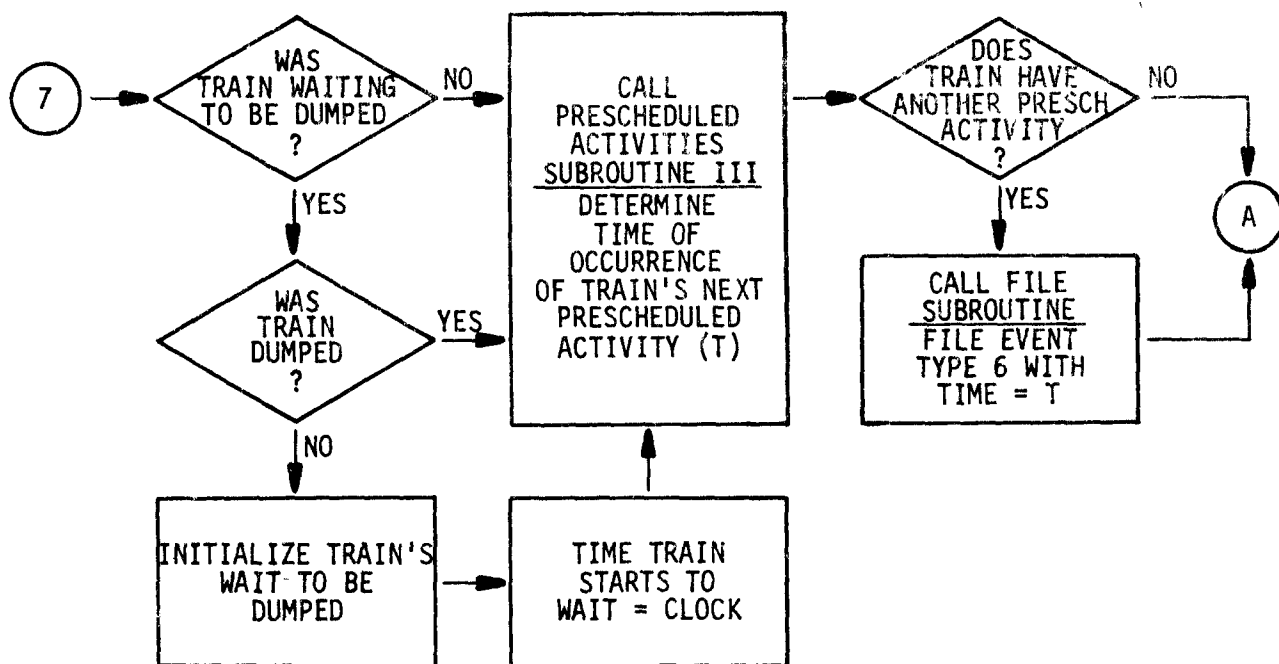 7
WAS
TRAIN WAITING
TO BE DUMPED
?
NO
YES
WAS
TRAIN
DUMPED
?
YES
NO
INITIALIZE TRAIN'S
WAIT TO BE
DUMPED
TIME TRAIN
STARTS TO
WAIT = CLOCK
CALL
PRESCHEDULED
ACTIVITIES
SUBROUTINE III
DETERMINE
TIME OF
OCCURRENCE
OF TRAIN'S NEXT
PRESCHEDULED
ACTIVITY (T)
DOES
TRAIN HAVE
ANOTHER PRESCH
ACTIVITY
?
NO
YES
CALL FILE
SUBROUTINE
FILE EVENT
TYPE 6 WITH
TIME = T
A